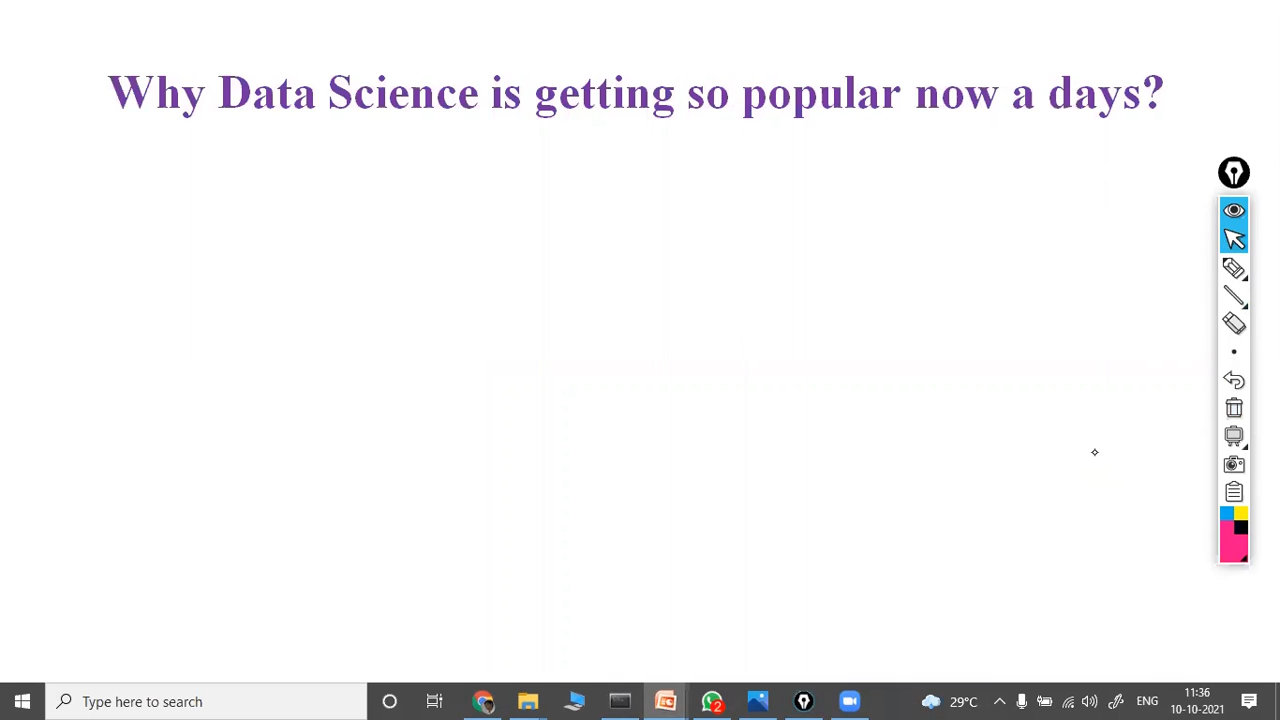 Why Data Science is getting so popular now a days?
Type here to search
2
29°C
ENG
11:36
10-10-2021